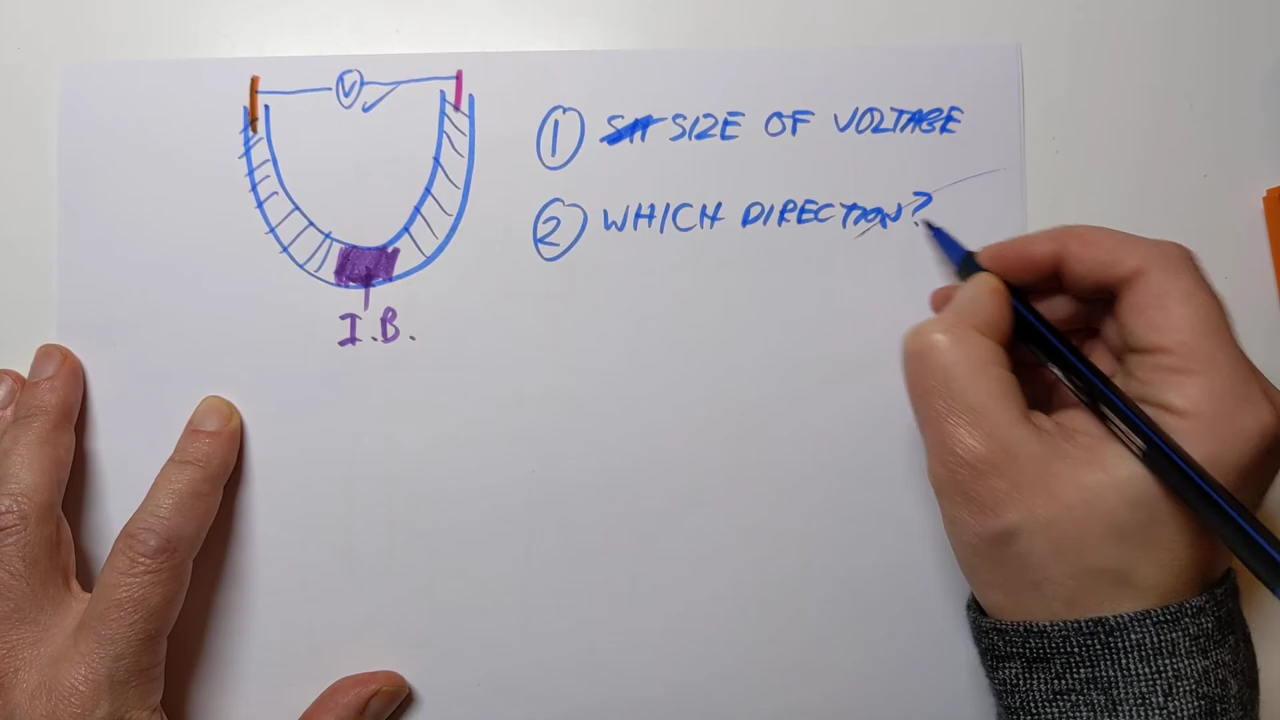 V
① SIZE OF VOLTAGE
② WHICH DIRECTION?
I.B.